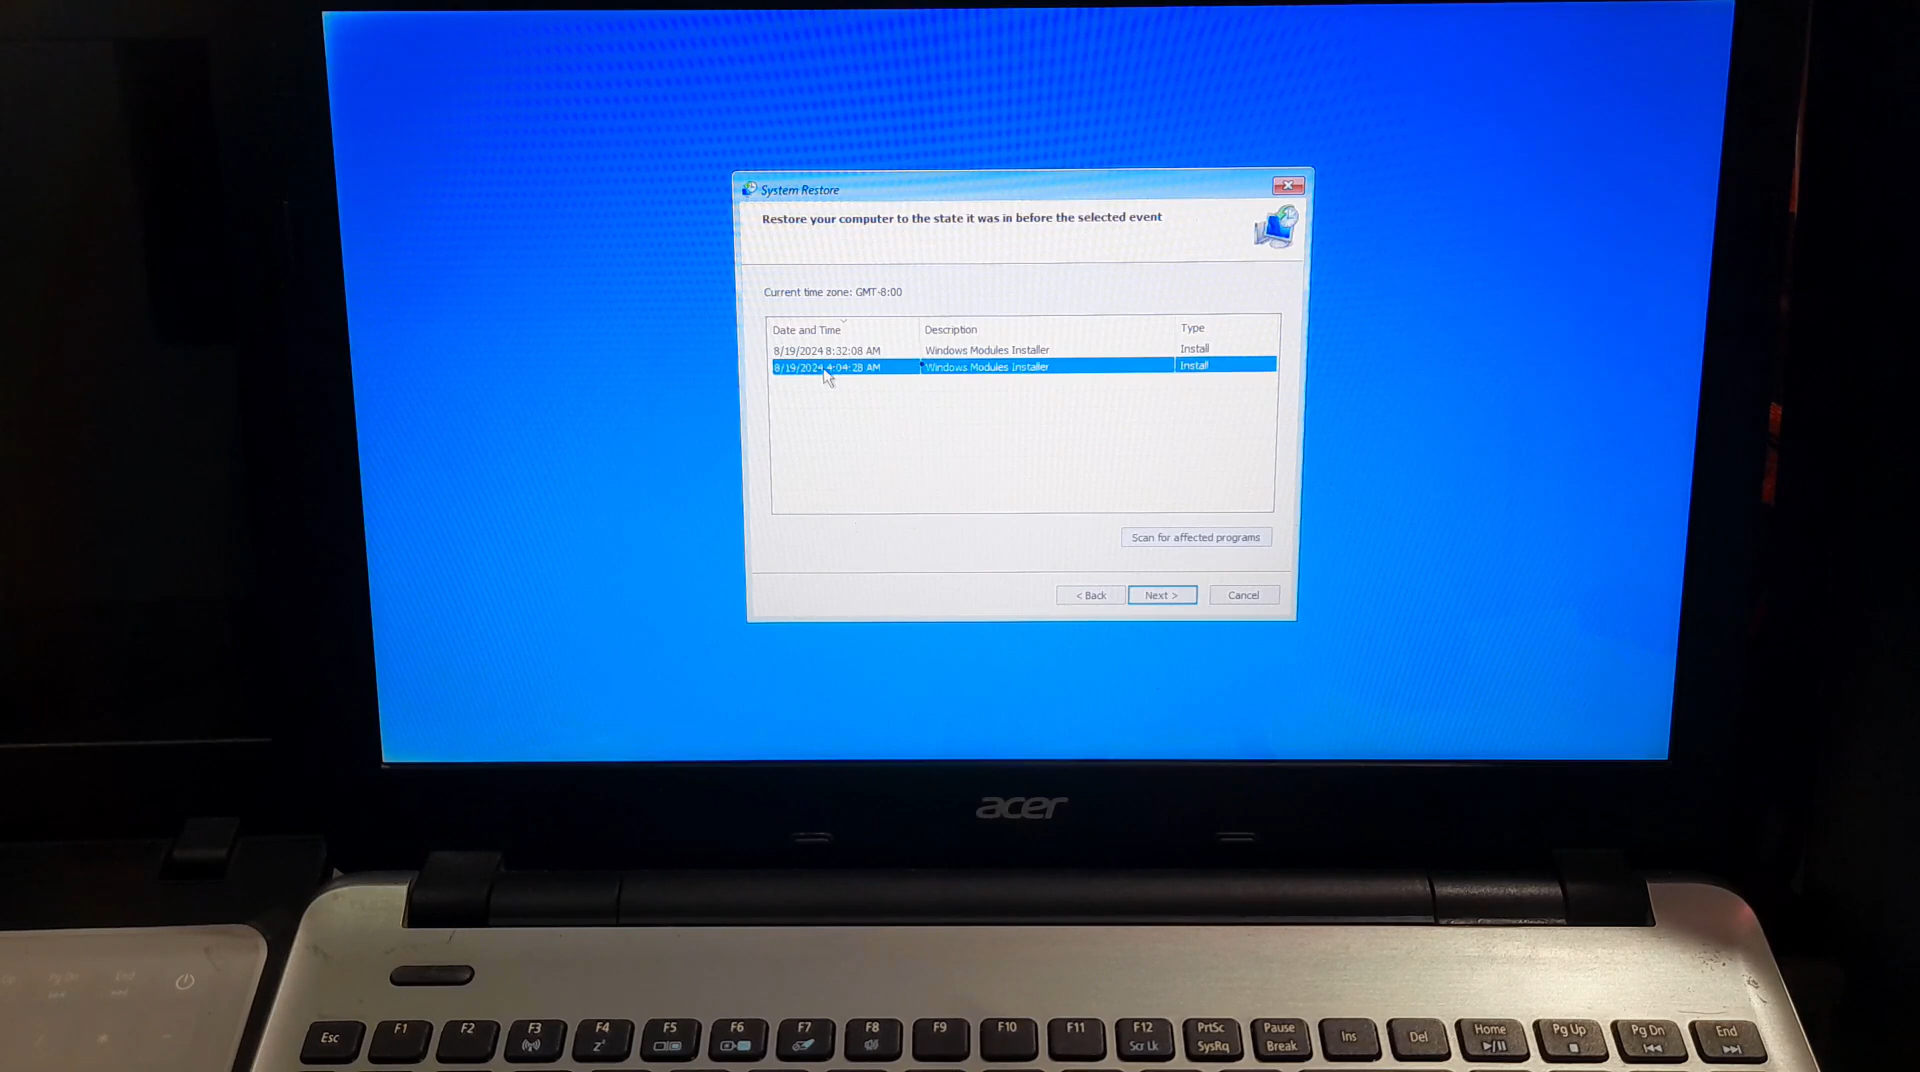 System Restore
Restore your computer to the state it was in before the selected event
Current time zone: GMT-8:00
Date and Time Description Type
8/19/2024 8:32:08 AM Windows Modules Installer Install
8/19/2024 4:04:28 AM Windows Modules Installer Install
Scan for affected programs
< Back Next > Cancel
acer
Pg Dn End
Esc F1 F2 F3 F4 F5 F6 F7 F8 F9 F10 F11 F12 PrtSc Pause Ins Del Home Pg Up Pg Dn End
Scr Lk SysRq Break